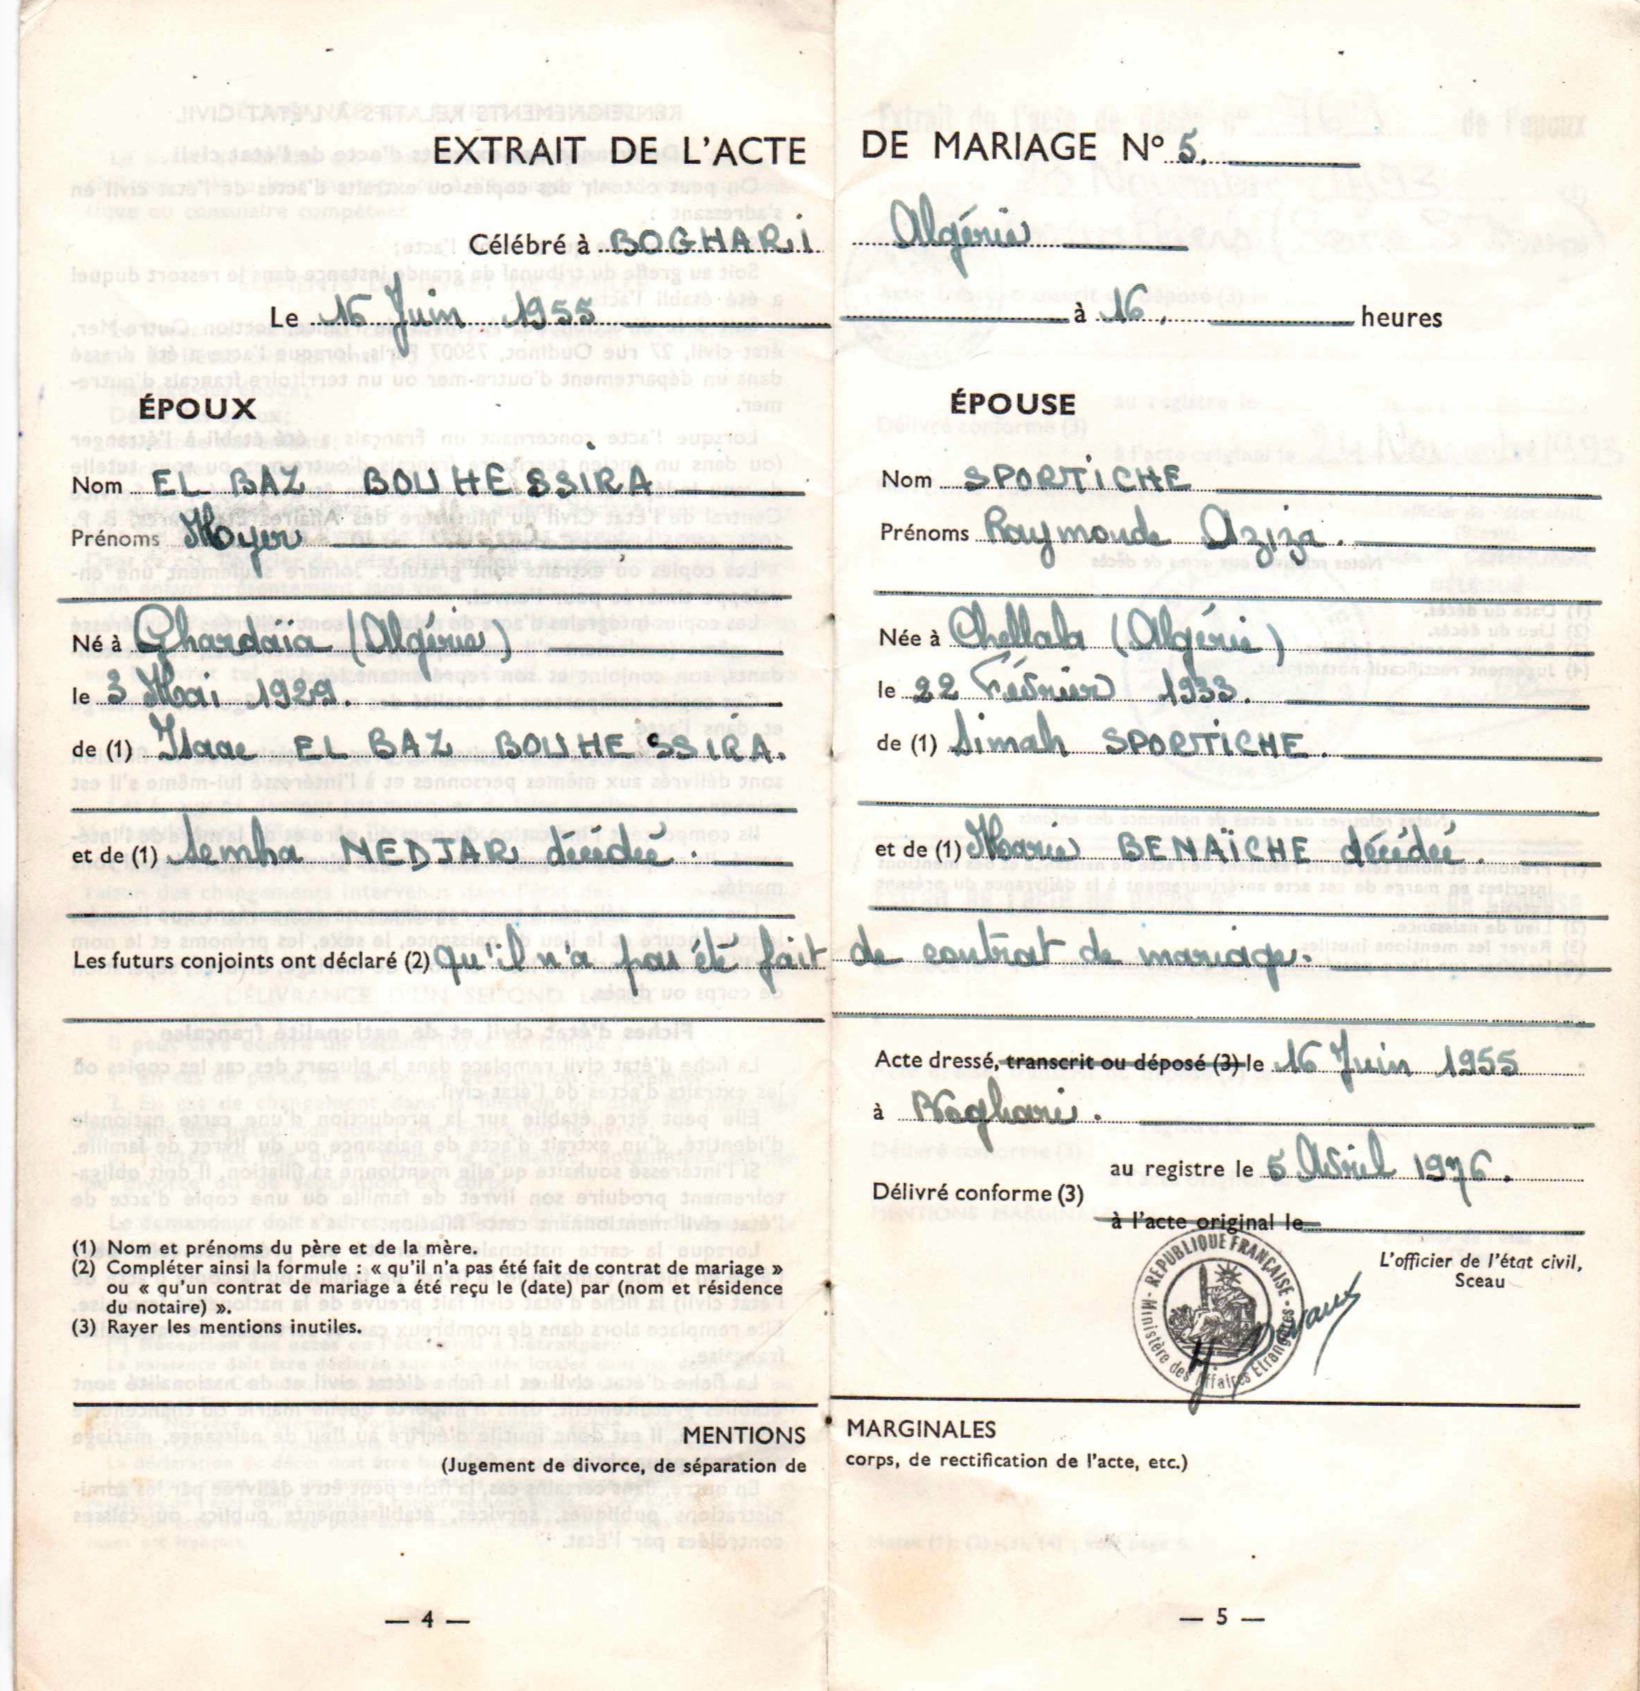 EXTRAIT DE L'ACTE DE MARIAGE N° 5.
Célébré à BOGHARI Algérie
Le 16 Juin 1955 à 16. heures
ÉPOUX
Nom EL BAZ BOUHESSIRA
Prénoms Meyer
Né à Ghardaïa (Algérie)
le 3 Mai 1929.
de (1) Isaac EL BAZ BOUHESSIRA.
et de (1) Semha NEDJAR décédée.
ÉPOUSE
Nom SPORTICHE
Prénoms Raymonde Aziza.
Née à Chellala (Algérie)
le 22 Février 1933.
de (1) Simah SPORTICHE.
et de (1) Marie BENAÏCHE décédée.
Les futurs conjoints ont déclaré (2) qu'il n'a pas été fait de contrat de mariage.
Acte dressé, transcrit ou déposé (3) le 16 Juin 1955
à Boghari.
au registre le 5 Avril 1976.
Délivré conforme (3)
à l'acte original le
L'officier de l'état civil,
Sceau
RÉPUBLIQUE FRANÇAISE
Ministère des Affaires Etrangères
(1) Nom et prénoms du père et de la mère.
(2) Compléter ainsi la formule : « qu'il n'a pas été fait de contrat de mariage »
ou « qu'un contrat de mariage a été reçu le (date) par (nom et résidence
du notaire) ».
(3) Rayer les mentions inutiles.
MENTIONS MARGINALES
(Jugement de divorce, de séparation de corps, de rectification de l'acte, etc.)
— 4 —
— 5 —